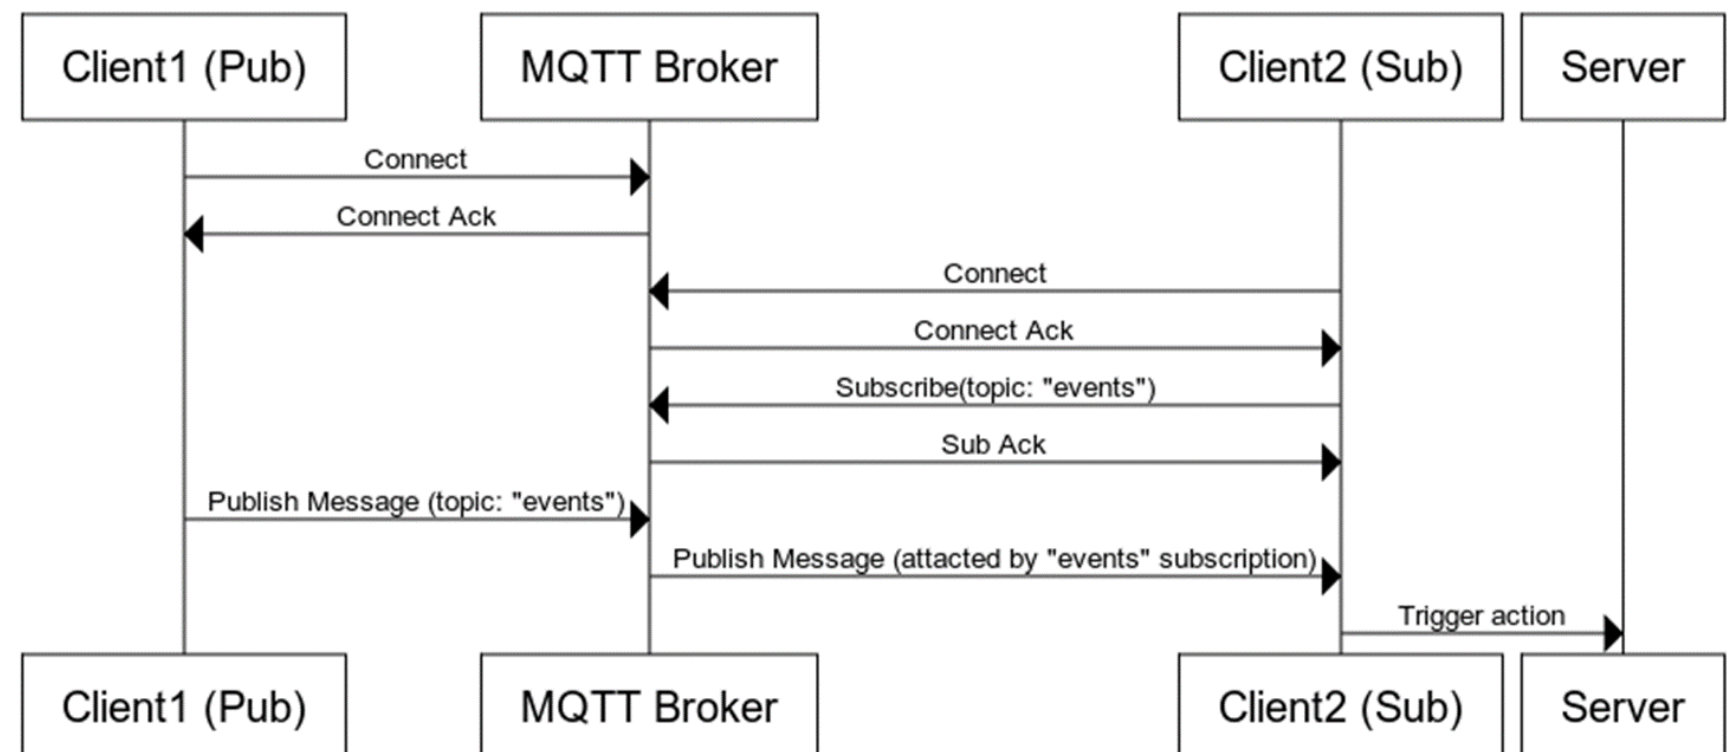 Client1 (Pub)
MQTT Broker
Client2 (Sub)
Server
Connect
Connect Ack
Connect
Connect Ack
Subscribe(topic: "events")
Sub Ack
Publish Message (topic: "events")
Publish Message (attacted by "events" subscription)
Trigger action
Client1 (Pub)
MQTT Broker
Client2 (Sub)
Server